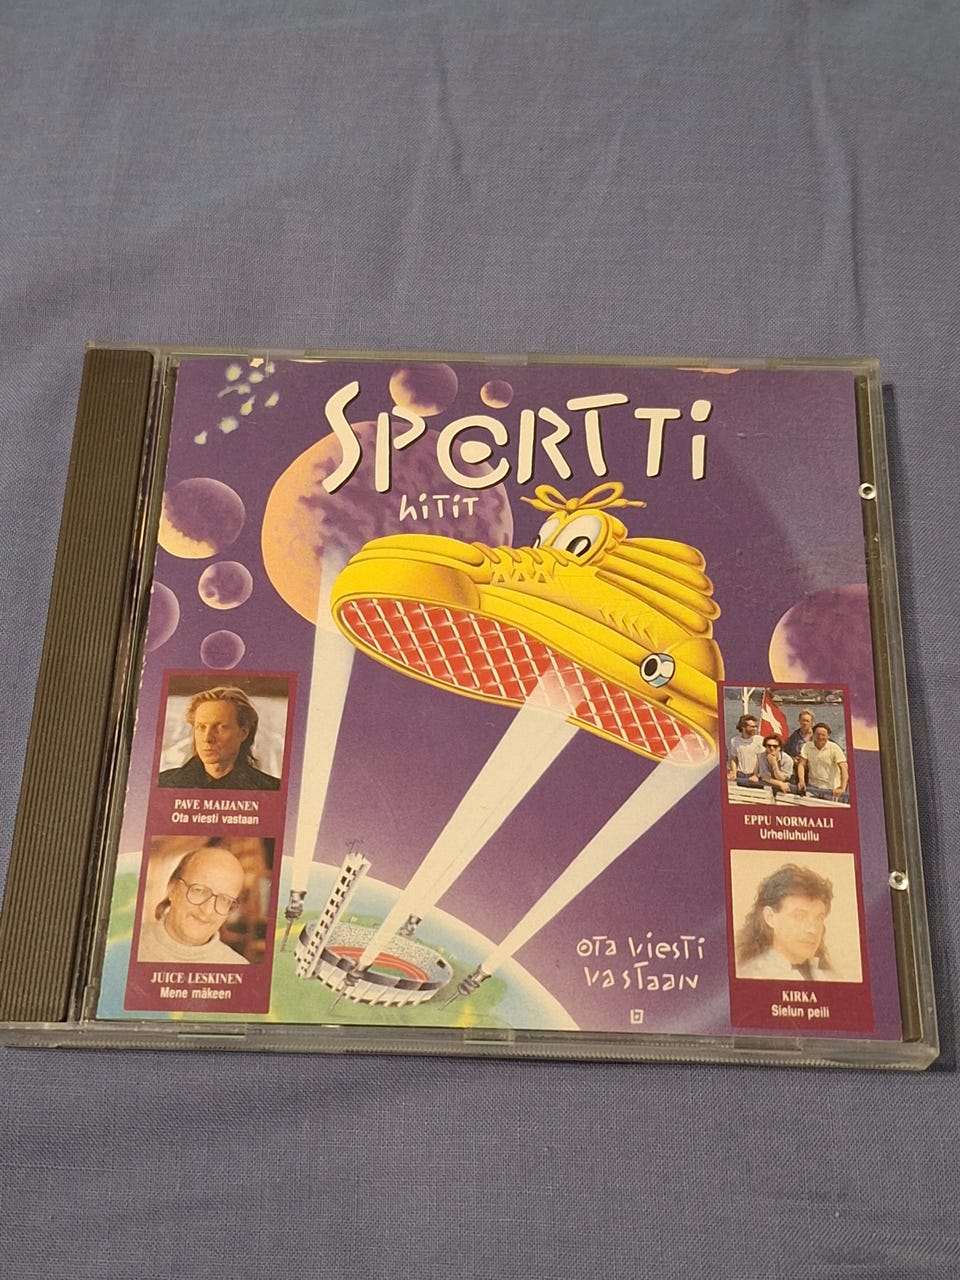 SPORTTI
hiTiT
PAVE MAIJANEN
Ota viesti vastaan
JUICE LESKINEN
Mene mäkeen
EPPU NORMAALI
Urheiluhullu
KIRKA
Sielun peili
OTa Viesti
VaSTaaN